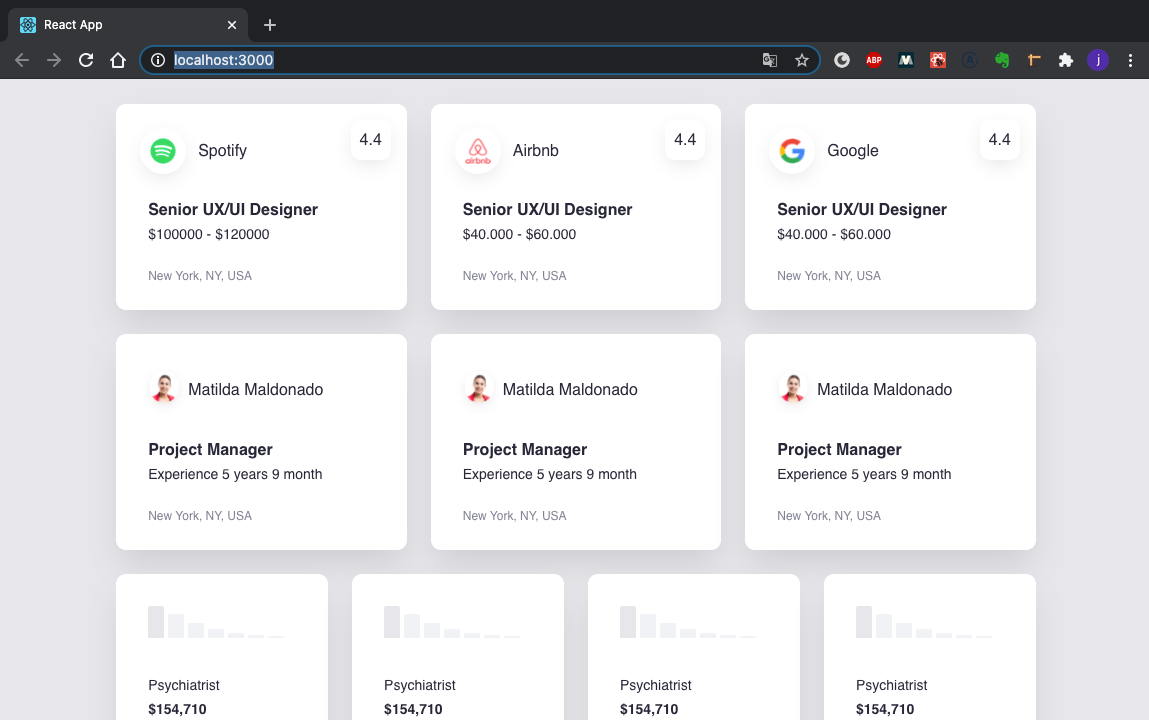 React App
localhost:3000
ABP
j
Spotify
4.4
airbnb
Airbnb
4.4
Google
4.4
Senior UX/UI Designer
$100000 - $120000
New York, NY, USA
Senior UX/UI Designer
$40.000 - $60.000
New York, NY, USA
Senior UX/UI Designer
$40.000 - $60.000
New York, NY, USA
Matilda Maldonado
Project Manager
Experience 5 years 9 month
New York, NY, USA
Matilda Maldonado
Project Manager
Experience 5 years 9 month
New York, NY, USA
Matilda Maldonado
Project Manager
Experience 5 years 9 month
New York, NY, USA
Psychiatrist
$154,710
Psychiatrist
$154,710
Psychiatrist
$154,710
Psychiatrist
$154,710